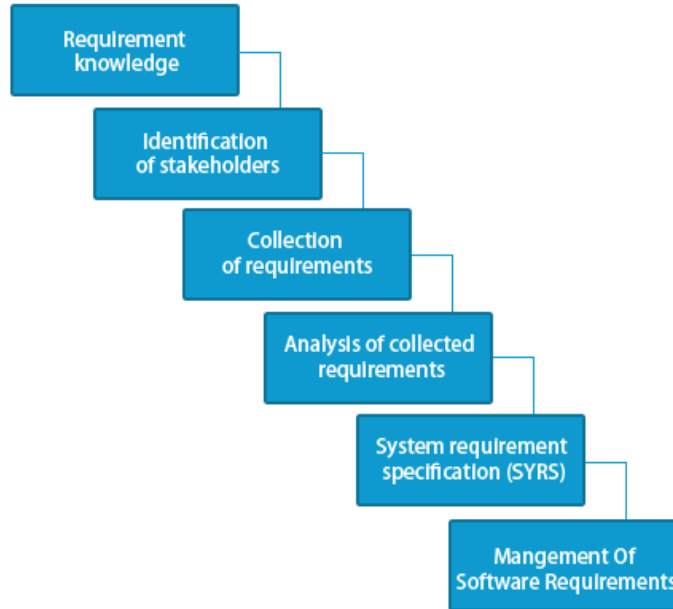 Requirement
knowledge
Identification
of stakeholders
Collection
of requirements
Analysis of collected
requirements
System requirement
specification (SYRS)
Mangement Of
Software Requirements